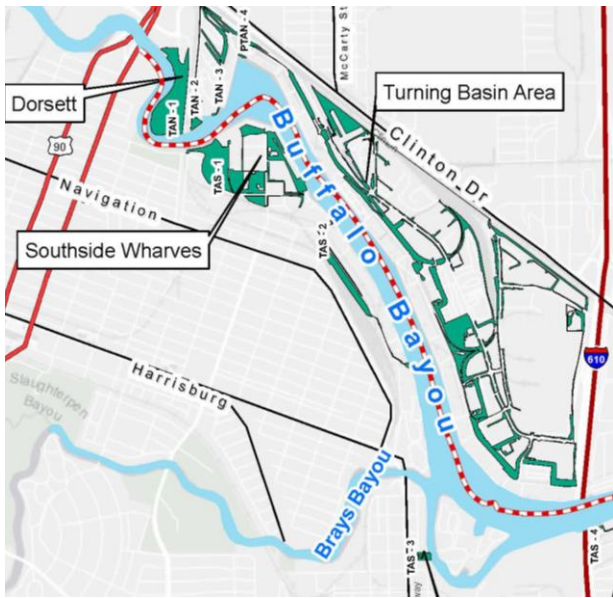 PTAN - 4
McCarty St
TAN - 3
TAN - 2
TAN - 1
Dorsett
Turning Basin Area
90
Buffalo Bayou
Clinton Dr
Navigation
TAS - 1
Southside Wharves
TAS - 2
610
Harrisburg
Slaughterpen
Bayou
Brays Bayou
TAS - 3
TAS - 4